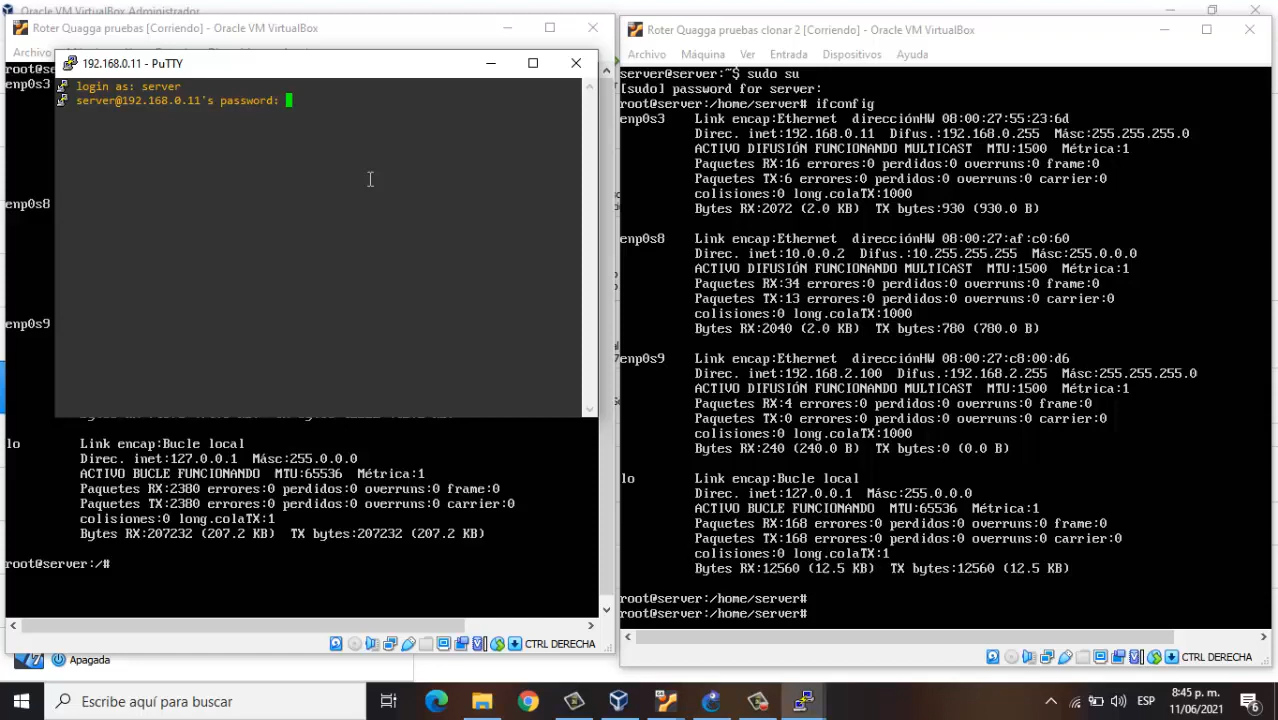 Oracle VM VirtualBox Administrador
Roter Quagga pruebas [Corriendo] - Oracle VM VirtualBox
Archivo
root@se
enp0s3
enp0s8
enp0s9
192.168.0.11 - PuTTY
login as: server
server@192.168.0.11's password:
lo Link encap:Bucle local
Direc. inet:127.0.0.1 Másc:255.0.0.0
ACTIVO BUCLE FUNCIONANDO MTU:65536 Métrica:1
Paquetes RX:2380 errores:0 perdidos:0 overruns:0 frame:0
Paquetes TX:2380 errores:0 perdidos:0 overruns:0 carrier:0
colisiones:0 long.colaTX:1
Bytes RX:207232 (207.2 KB) TX bytes:207232 (207.2 KB)
root@server:/#
CTRL DERECHA
Apagada
Roter Quagga pruebas clonar 2 [Corriendo] - Oracle VM VirtualBox
Archivo Máquina Ver Entrada Dispositivos Ayuda
server@server:~$ sudo su
[sudo] password for server:
root@server:/home/server# ifconfig
enp0s3 Link encap:Ethernet direcciónHW 08:00:27:55:23:6d
Direc. inet:192.168.0.11 Difus.:192.168.0.255 Másc:255.255.255.0
ACTIVO DIFUSIÓN FUNCIONANDO MULTICAST MTU:1500 Métrica:1
Paquetes RX:16 errores:0 perdidos:0 overruns:0 frame:0
Paquetes TX:6 errores:0 perdidos:0 overruns:0 carrier:0
colisiones:0 long.colaTX:1000
Bytes RX:2072 (2.0 KB) TX bytes:930 (930.0 B)
enp0s8 Link encap:Ethernet direcciónHW 08:00:27:af:c0:60
Direc. inet:10.0.0.2 Difus.:10.255.255.255 Másc:255.0.0.0
ACTIVO DIFUSIÓN FUNCIONANDO MULTICAST MTU:1500 Métrica:1
Paquetes RX:34 errores:0 perdidos:0 overruns:0 frame:0
Paquetes TX:13 errores:0 perdidos:0 overruns:0 carrier:0
colisiones:0 long.colaTX:1000
Bytes RX:2040 (2.0 KB) TX bytes:780 (780.0 B)
enp0s9 Link encap:Ethernet direcciónHW 08:00:27:c8:00:d6
Direc. inet:192.168.2.100 Difus.:192.168.2.255 Másc:255.255.255.0
ACTIVO DIFUSIÓN FUNCIONANDO MULTICAST MTU:1500 Métrica:1
Paquetes RX:4 errores:0 perdidos:0 overruns:0 frame:0
Paquetes TX:0 errores:0 perdidos:0 overruns:0 carrier:0
colisiones:0 long.colaTX:1000
Bytes RX:240 (240.0 B) TX bytes:0 (0.0 B)
lo Link encap:Bucle local
Direc. inet:127.0.0.1 Másc:255.0.0.0
ACTIVO BUCLE FUNCIONANDO MTU:65536 Métrica:1
Paquetes RX:168 errores:0 perdidos:0 overruns:0 frame:0
Paquetes TX:168 errores:0 perdidos:0 overruns:0 carrier:0
colisiones:0 long.colaTX:1
Bytes RX:12560 (12.5 KB) TX bytes:12560 (12.5 KB)
root@server:/home/server#
root@server:/home/server#
CTRL DERECHA
Escribe aquí para buscar
ESP
8:45 p. m.
11/06/2021
6